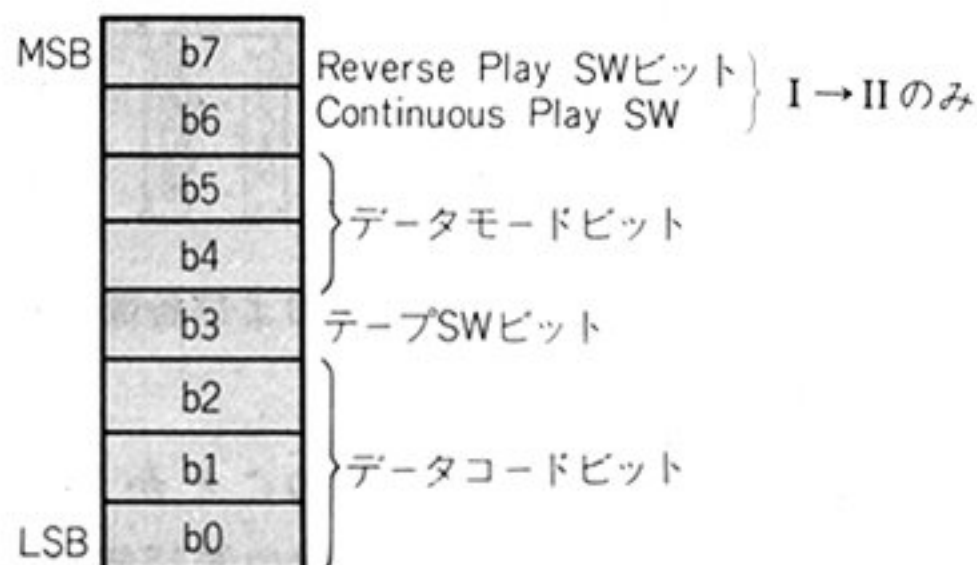 MSB b7 Reverse Play SWビット
b6 Continuous Play SW
I→IIのみ
b5
データモードビット
b4
b3 テープSWビット
b2
b1 データコードビット
LSB b0